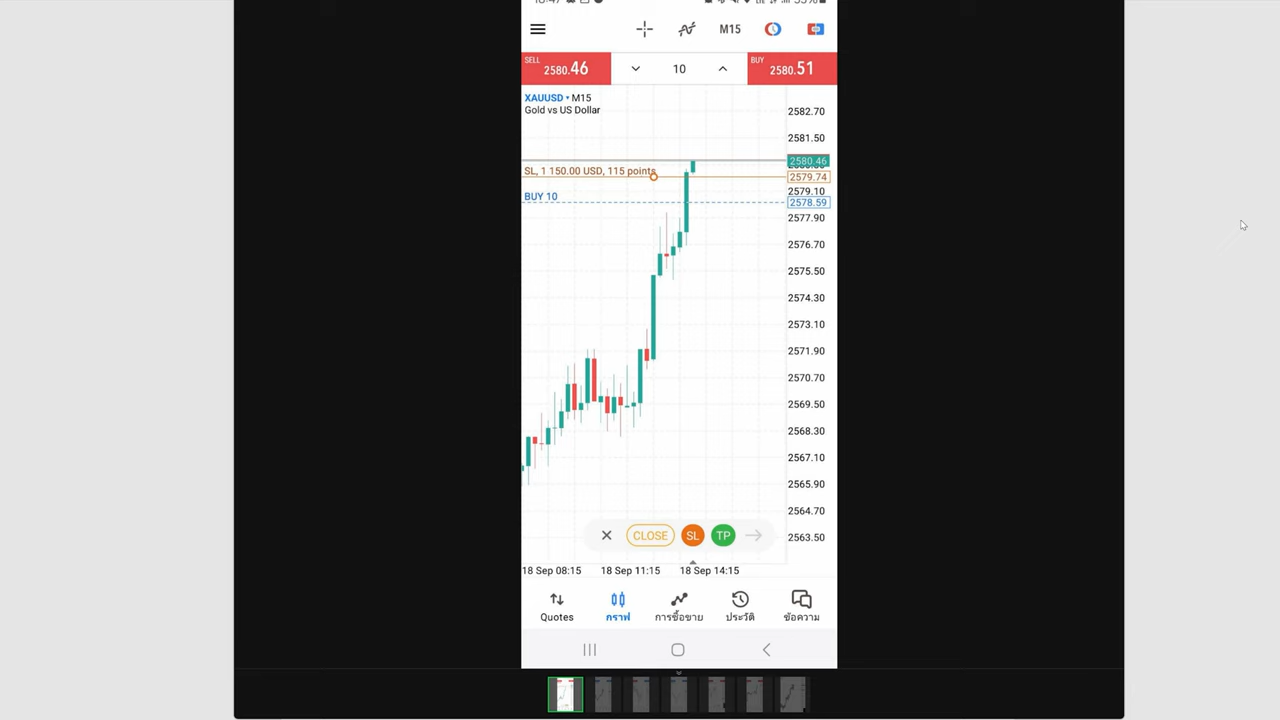 M15
SELL
2580.46
10
BUY
2580.51
XAUUSD • M15
Gold vs US Dollar
2582.70
2581.50
2580.46
SL, 1 150.00 USD, 115 points
2579.74
2579.10
BUY 10
2578.59
2577.90
2576.70
2575.50
2574.30
2573.10
2571.90
2570.70
2569.50
2568.30
2567.10
2565.90
2564.70
CLOSE
SL
TP
2563.50
18 Sep 08:15
18 Sep 11:15
18 Sep 14:15
Quotes
กราฟ
การซื้อขาย
ประวัติ
ข้อความ